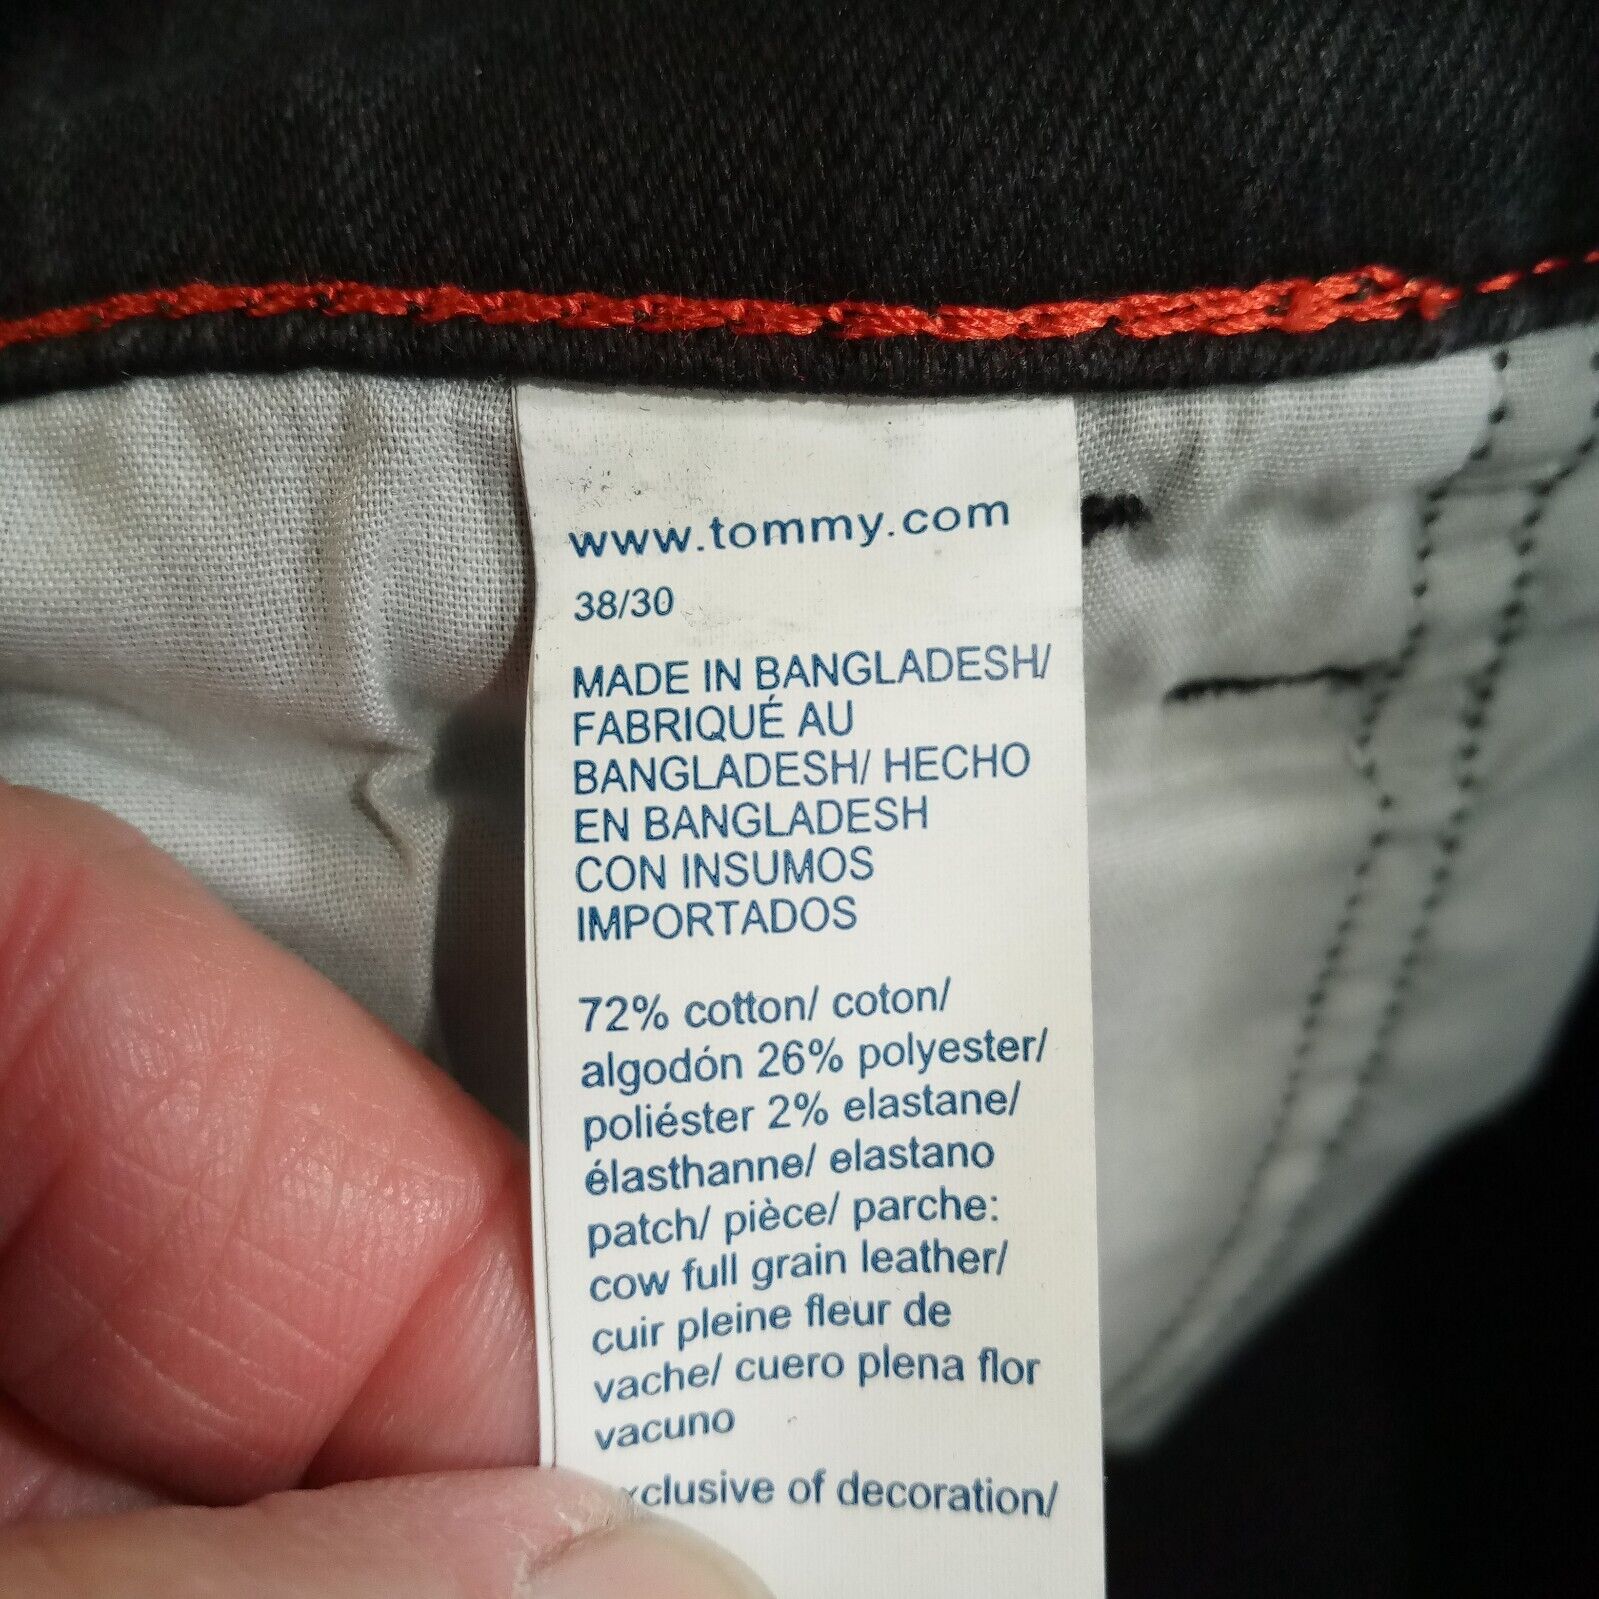 www.tommy.com
38/30
MADE IN BANGLADESH/
FABRIQUÉ AU
BANGLADESH/ HECHO
EN BANGLADESH
CON INSUMOS
IMPORTADOS
72% cotton/ coton/
algodón 26% polyester/
poliéster 2% elastane/
élasthanne/ elastano
patch/ pièce/ parche:
cow full grain leather/
cuir pleine fleur de
vache/ cuero plena flor
vacuno
xclusive of decoration/